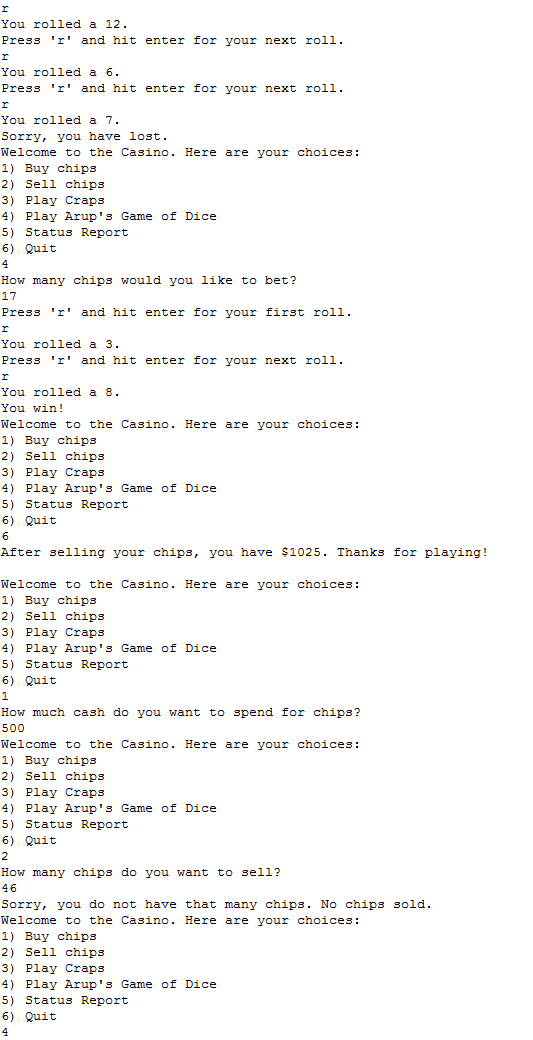 r
You rolled a 12.
Press 'r' and hit enter for your next roll.
r
You rolled a 6.
Press 'r' and hit enter for your next roll.
r
You rolled a 7.
Sorry, you have lost.
Welcome to the Casino. Here are your choices:
1) Buy chips
2) Sell chips
3) Play Craps
4) Play Arup's Game of Dice
5) Status Report
6) Quit
4
How many chips would you like to bet?
17
Press 'r' and hit enter for your first roll.
r
You rolled a 3.
Press 'r' and hit enter for your next roll.
r
You rolled a 8.
You win!
Welcome to the Casino. Here are your choices:
1) Buy chips
2) Sell chips
3) Play Craps
4) Play Arup's Game of Dice
5) Status Report
6) Quit
6
After selling your chips, you have $1025. Thanks for playing!

Welcome to the Casino. Here are your choices:
1) Buy chips
2) Sell chips
3) Play Craps
4) Play Arup's Game of Dice
5) Status Report
6) Quit
1
How much cash do you want to spend for chips?
500
Welcome to the Casino. Here are your choices:
1) Buy chips
2) Sell chips
3) Play Craps
4) Play Arup's Game of Dice
5) Status Report
6) Quit
2
How many chips do you want to sell?
46
Sorry, you do not have that many chips. No chips sold.
Welcome to the Casino. Here are your choices:
1) Buy chips
2) Sell chips
3) Play Craps
4) Play Arup's Game of Dice
5) Status Report
6) Quit
4